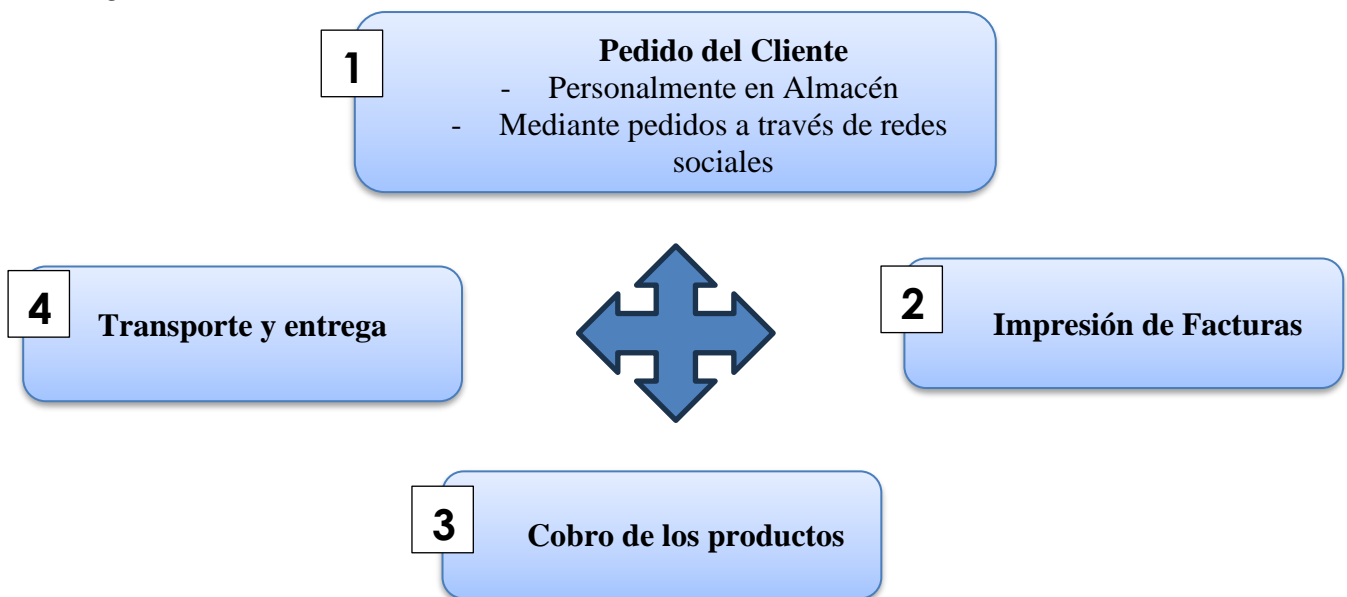 1
Pedido del Cliente
- Personalmente en Almacén
- Mediante pedidos a través de redes
sociales
2
Impresión de Facturas
3
Cobro de los productos
4
Transporte y entrega